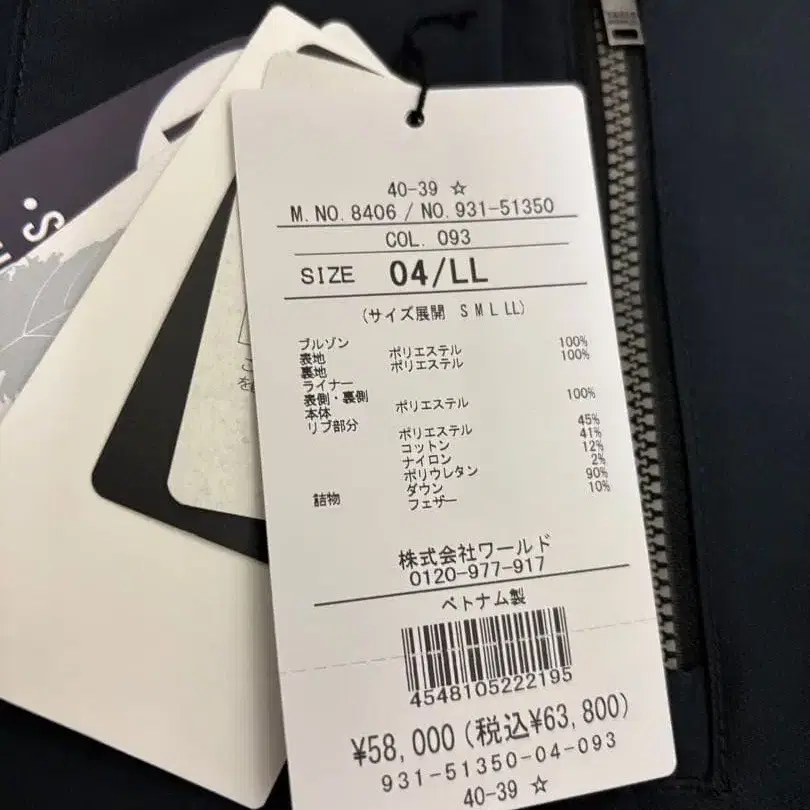 40-39 ☆
M.NO.8406 / NO.931-51350
COL. 093
SIZE 04/LL
(サイズ展開 S M L LL)
ブルゾン
表地 ポリエステル 100%
裏地 ポリエステル 100%
ライナー
表側・裏側
本体 ポリエステル 100%
リブ部分 ポリエステル 45%
コットン 41%
ナイロン 12%
ポリウレタン 2%
詰物 ダウン 90%
フェザー 10%
株式会社ワールド
0120-977-917
ベトナム製
4548105222195
¥58,000(税込¥63,800)
931-51350-04-093
40-39 ☆